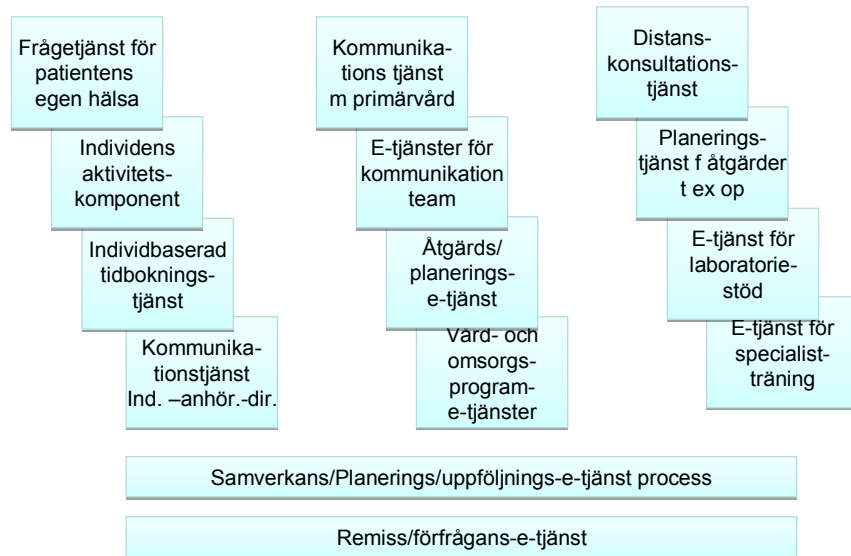 Frågetjänst för
patientens
egen hälsa
Individens
aktivitets-
komponent
Individbaserad
tidboknings-
tjänst
Kommunika-
tionstjänst
Ind. –anhör.-dir.
Kommunika-
tions tjänst
m primärvård
E-tjänster för
kommunikation
team
Åtgärds/
planerings-
e-tjänst
Vård- och
omsorgs-
program-
e-tjänster
Distans-
konsultations-
tjänst
Planerings-
tjänst f åtgärder
t ex op
E-tjänst för
laboratorie-
stöd
E-tjänst för
specialist-
träning
Samverkans/Planerings/uppföljnings-e-tjänst process
Remiss/förfrågans-e-tjänst